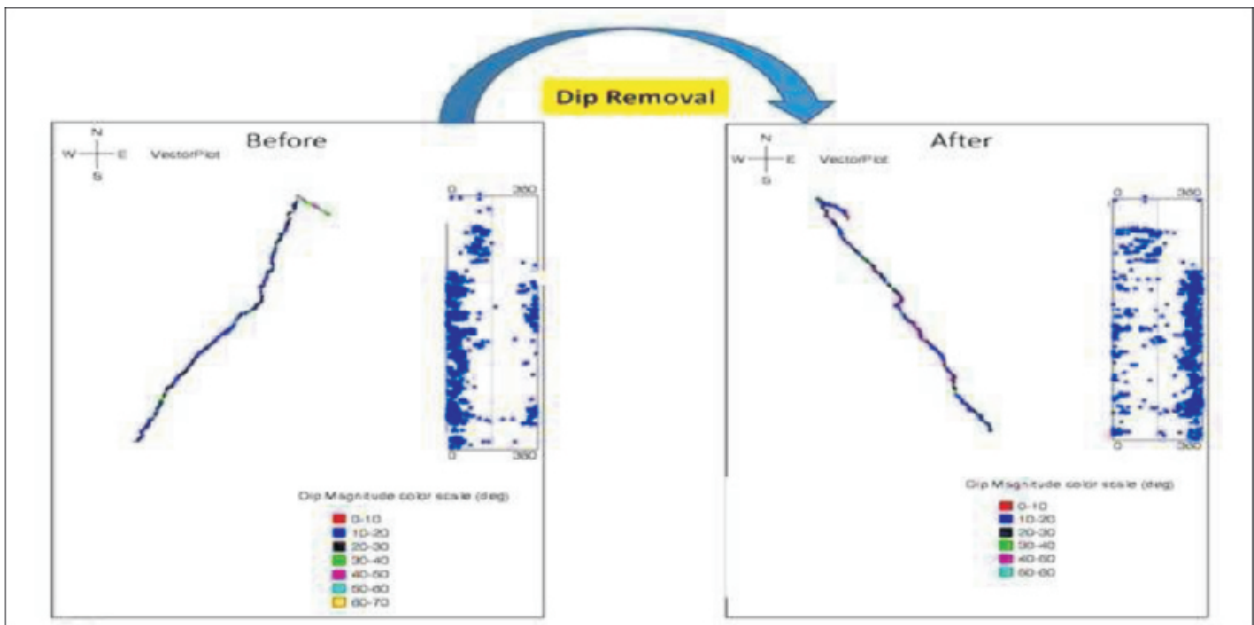 Dip Removal
Before
N
W E VectorPlot
S
0 360
0 360
Dip Magnitude color scale (deg)
0-10
10-20
20-30
30-40
40-50
50-60
60-70
After
N
W E VectorPlot
S
0 360
0 360
Dip Magnitude color scale (deg)
0-10
10-20
20-30
30-40
40-50
50-60